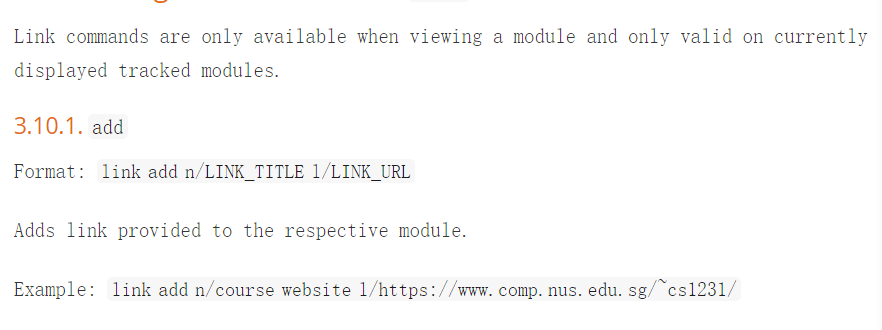 Link commands are only available when viewing a module and only valid on currently
displayed tracked modules.
3.10.1. add
Format: link add n/LINK_TITLE l/LINK_URL
Adds link provided to the respective module.
Example: link add n/course website l/https://www.comp.nus.edu.sg/~cs1231/